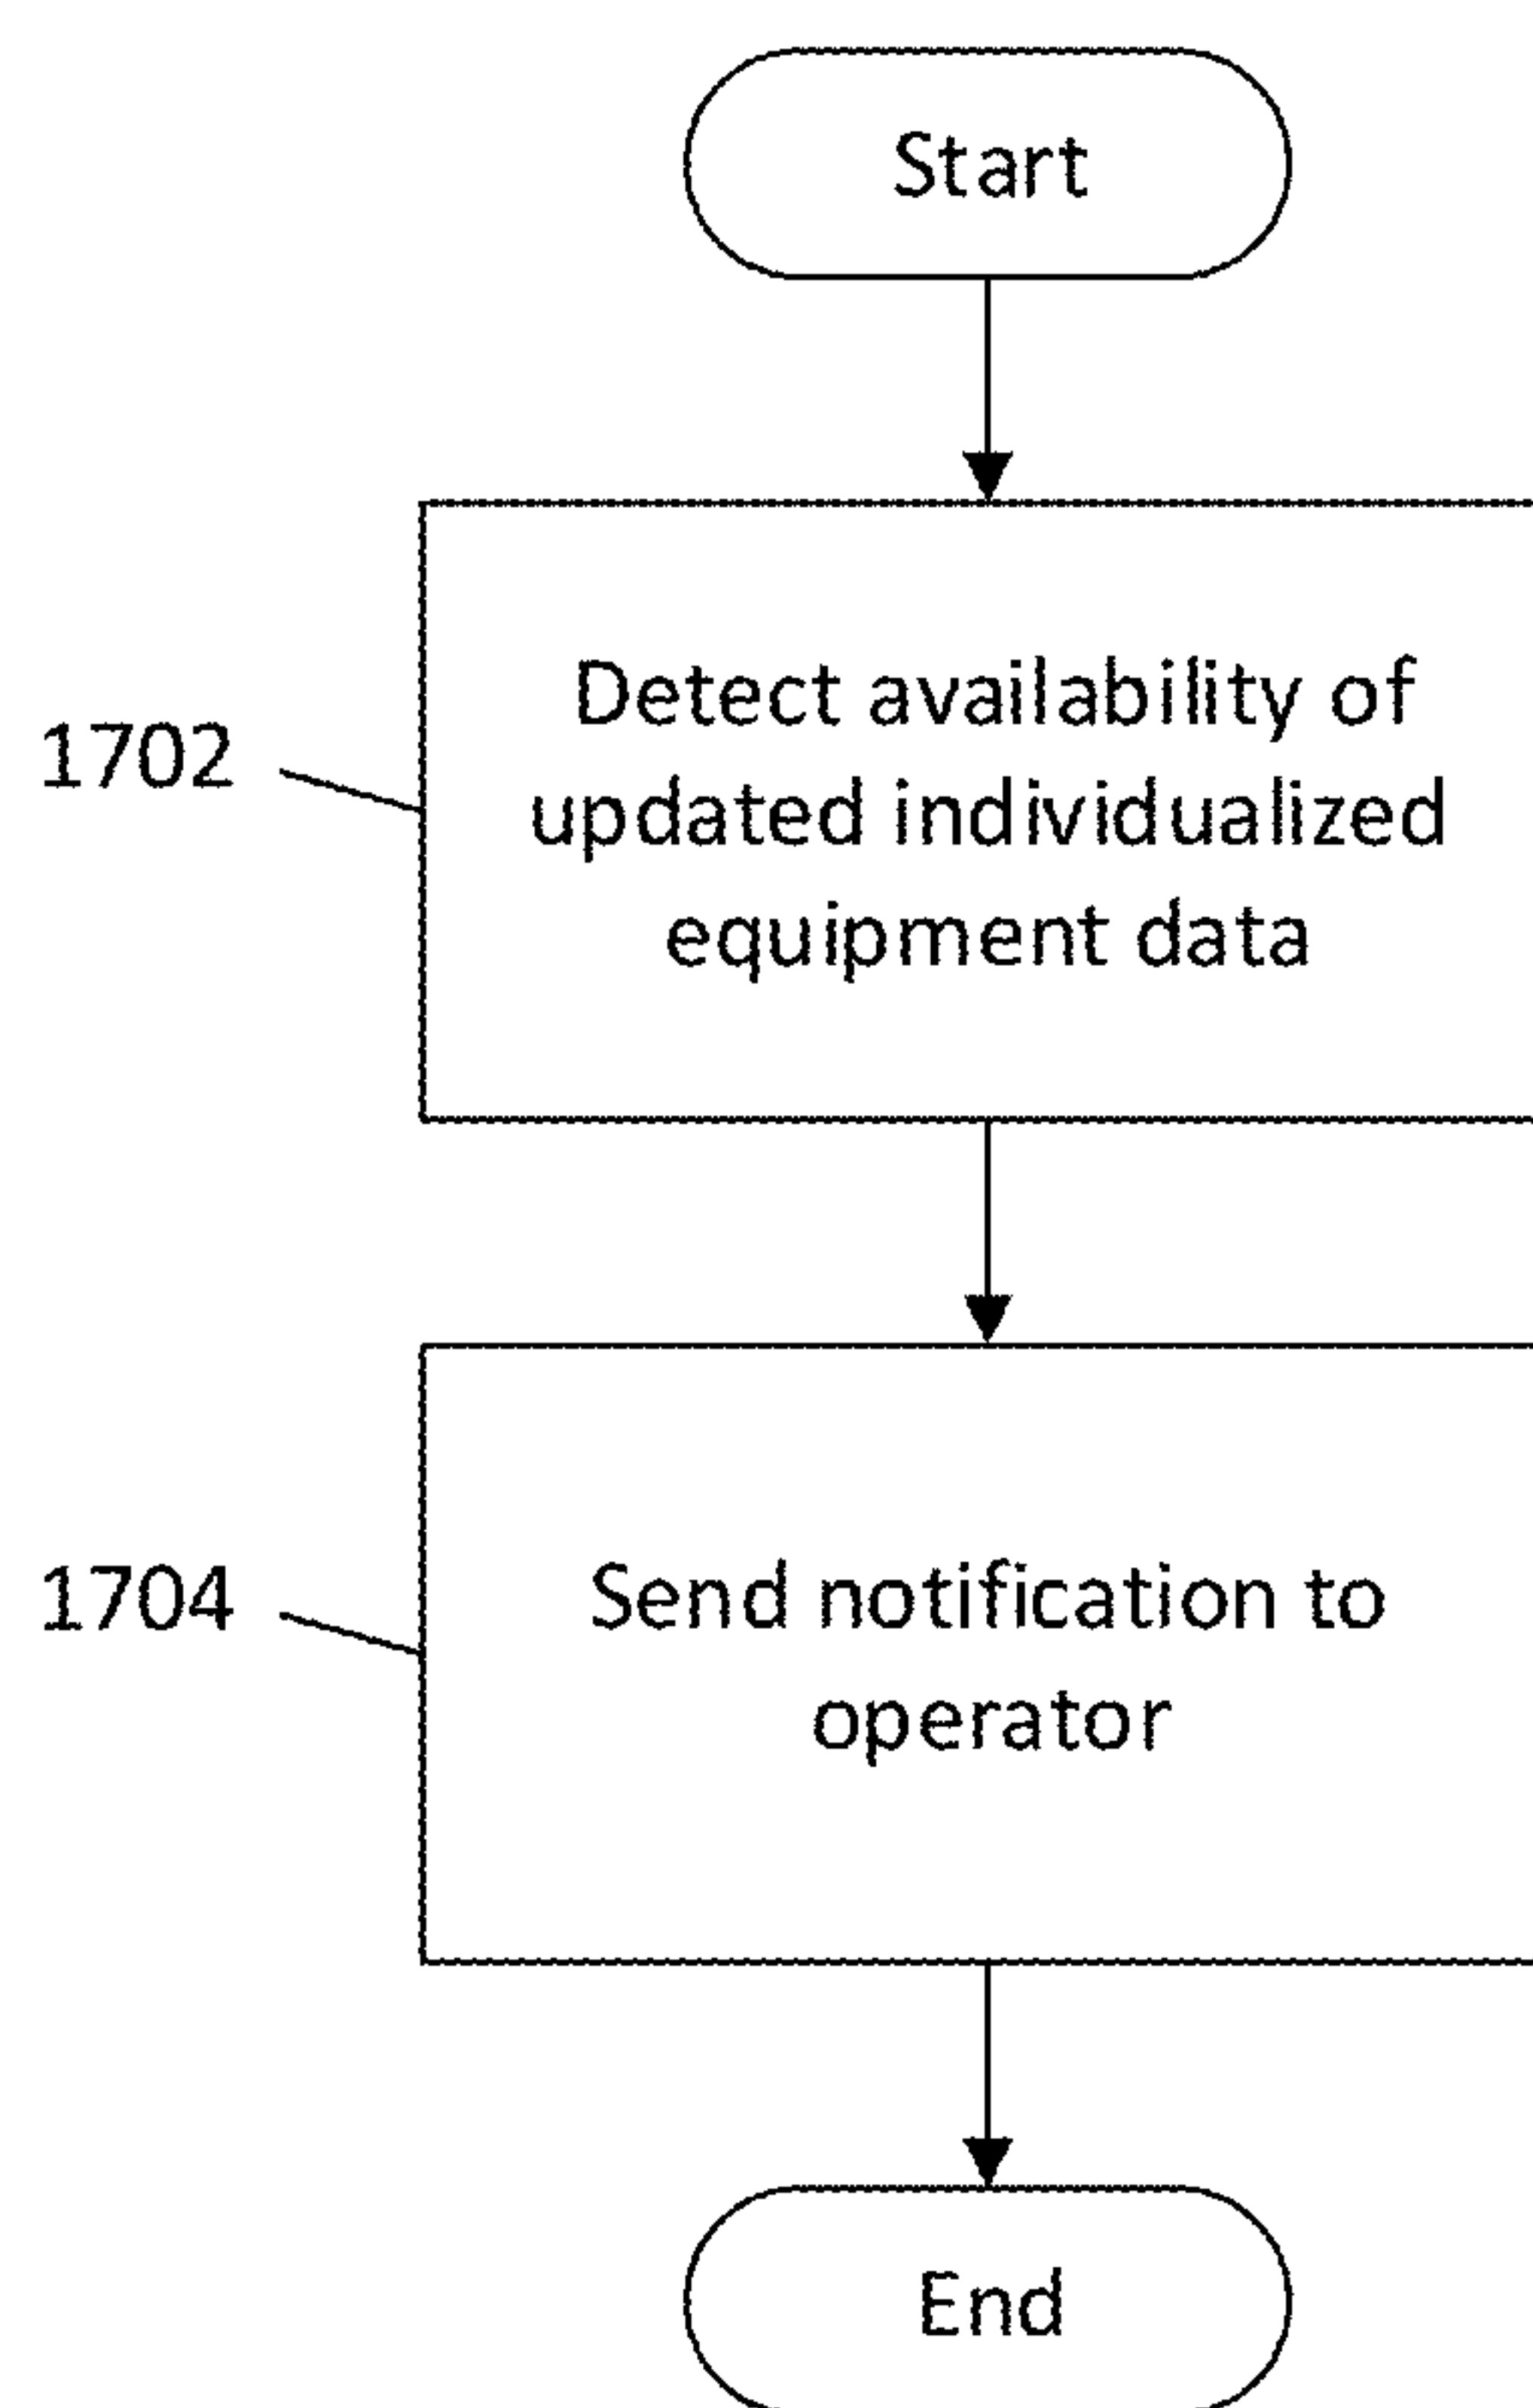 Start
1702
Detect availability of
updated individualized
equipment data
1704
Send notification to
operator
End